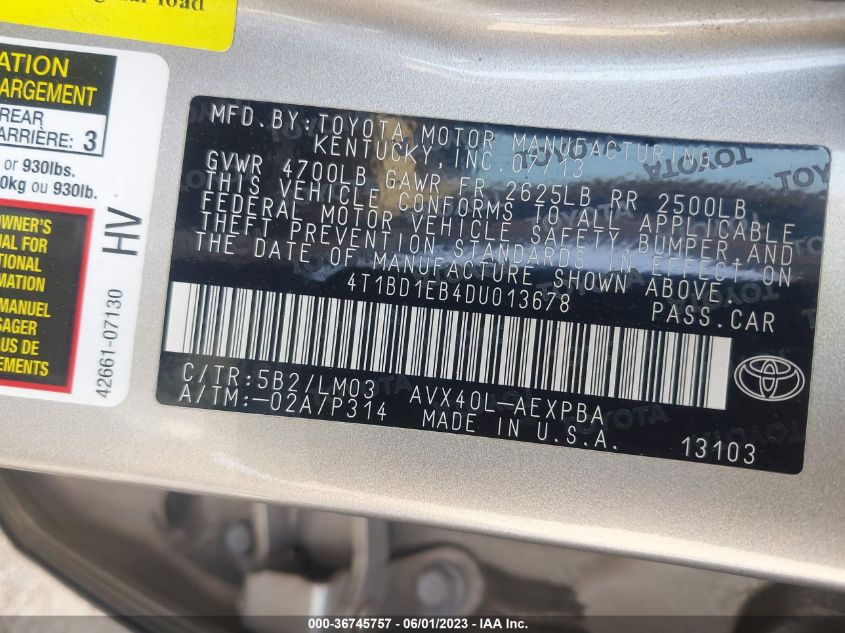 load
ATION
ARGEMENT
REAR
ARRIÈRE: 3
or 930lbs.
0kg ou 930lb.
WNER'S
UAL FOR
TIONAL
RMATION
MANUEL
SAGER
US DE
EMENTS
HV
42661-07130
MFD. BY: TOYOTA MOTOR MANUFACTURING
KENTUCKY, INC. 07/13
GVWR 4700LB GAWR FR 2625LB RR 2500LB
THIS VEHICLE CONFORMS TO ALL APPLICABLE
FEDERAL MOTOR VEHICLE SAFETY BUMPER, AND
THEFT PREVENTION STANDARDS IN EFFECT ON
THE DATE OF MANUFACTURE SHOWN ABOVE.
4T1BD1EB4DU013678 PASS.CAR
C/TR:5B2/LM03 AVX40L-AEXPBA
A/TM:-02A/P314 MADE IN U.S.A.
13103
TOYOTA
000-36745757 - 06/01/2023 - IAA Inc.